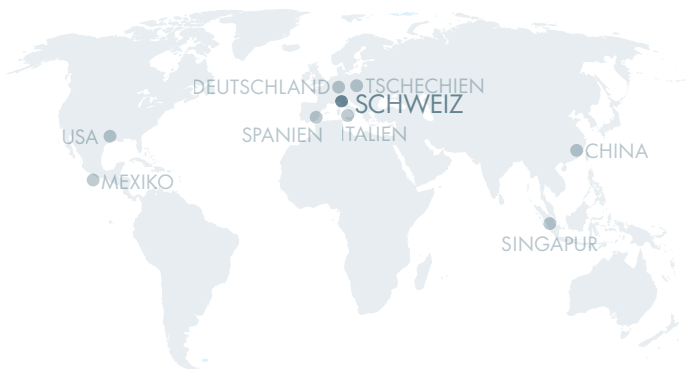 DEUTSCHLAND
TSCHECHIEN
SCHWEIZ
SPANIEN
ITALIEN
USA
CHINA
MEXIKO
SINGAPUR